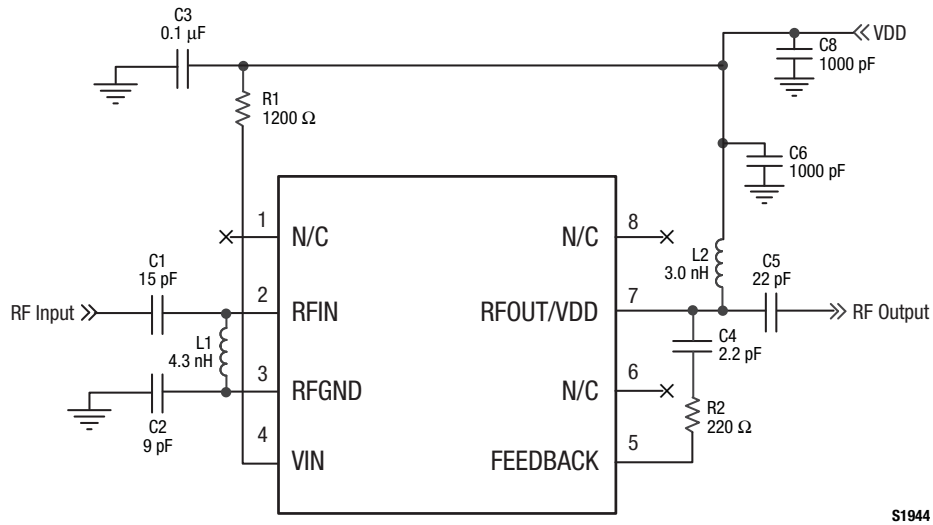 C3
0.1 μF
VDD
C8
1000 pF
R1
1200 Ω
C6
1000 pF
1
N/C
8
N/C
L2
3.0 nH
C5
22 pF
C1
15 pF
RF Input
2
RFIN
7
RFOUT/VDD
RF Output
L1
4.3 nH
C4
2.2 pF
3
RFGND
6
N/C
C2
9 pF
R2
220 Ω
4
VIN
5
FEEDBACK
S1944